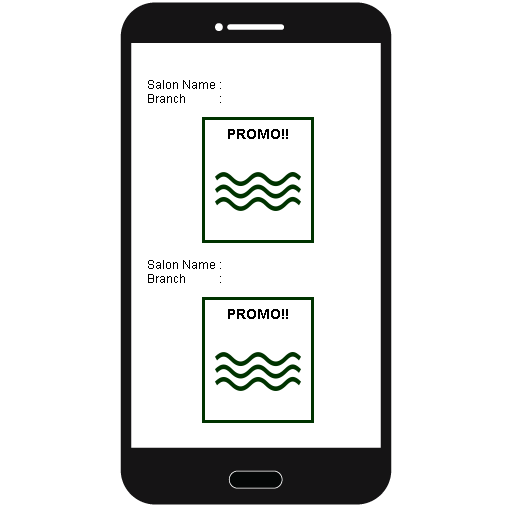 Salon Name :
Branch :
PROMO!!
Salon Name :
Branch :
PROMO!!